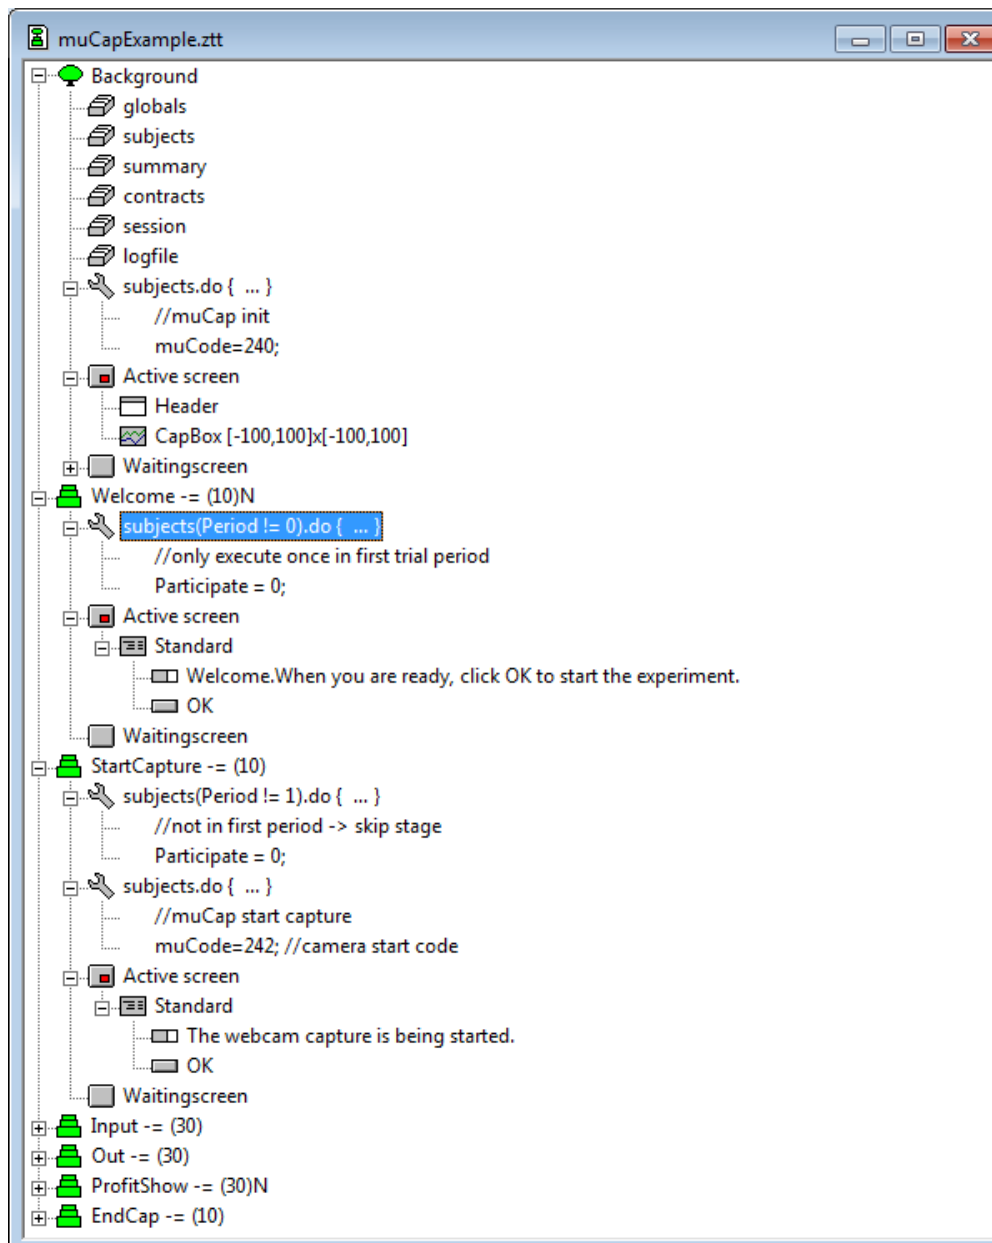 muCapExample.ztt
Background
globals
subjects
summary
contracts
session
logfile
subjects.do { ... }
//muCap init
muCode=240;
Active screen
Header
CapBox [-100,100]x[-100,100]
Waitingscreen
Welcome -= (10)N
subjects(Period != 0).do { ... }
//only execute once in first trial period
Participate = 0;
Active screen
Standard
Welcome.When you are ready, click OK to start the experiment.
OK
Waitingscreen
StartCapture -= (10)
subjects(Period != 1).do { ... }
//not in first period -> skip stage
Participate = 0;
subjects.do { ... }
//muCap start capture
muCode=242; //camera start code
Active screen
Standard
The webcam capture is being started.
OK
Waitingscreen
Input -= (30)
Out -= (30)
ProfitShow -= (30)N
EndCap -= (10)